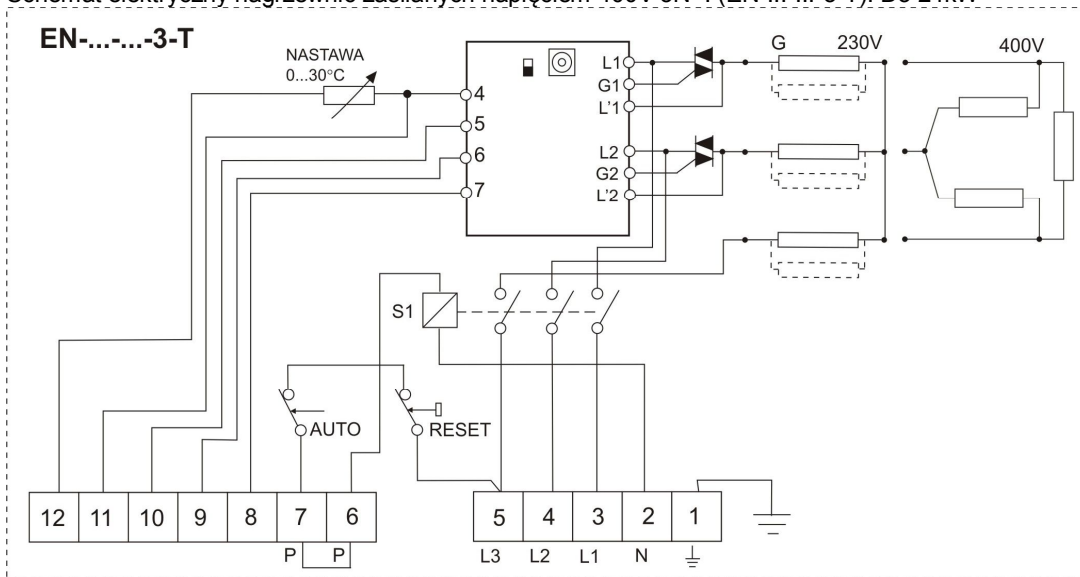 EN-...-...-3-T
NASTAWA
0...30°C
4
5
6
7
L1
G1
L'1
L2
G2
L'2
G
230V
400V
S1
AUTO
RESET
12
11
10
9
8
7
6
5
4
3
2
1
P
P
L3
L2
L1
N